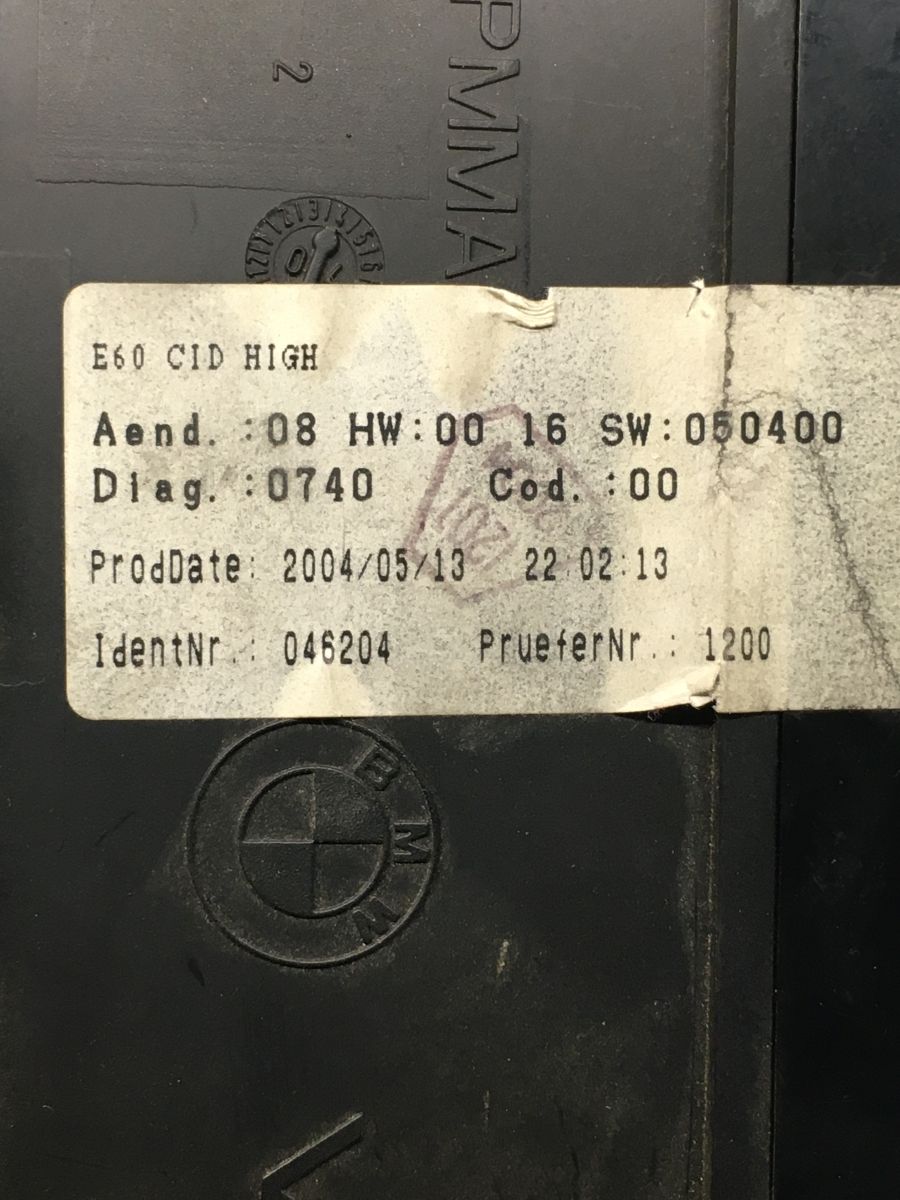 PMMA
2
E60 CID HIGH
Aend. :08 HW:00 16 SW:050400
Diag. :0740 Cod. :00
ProdDate: 2004/05/13 22:02:13
IdentNr.: 046204 PrueferNr.: 1200
BMW